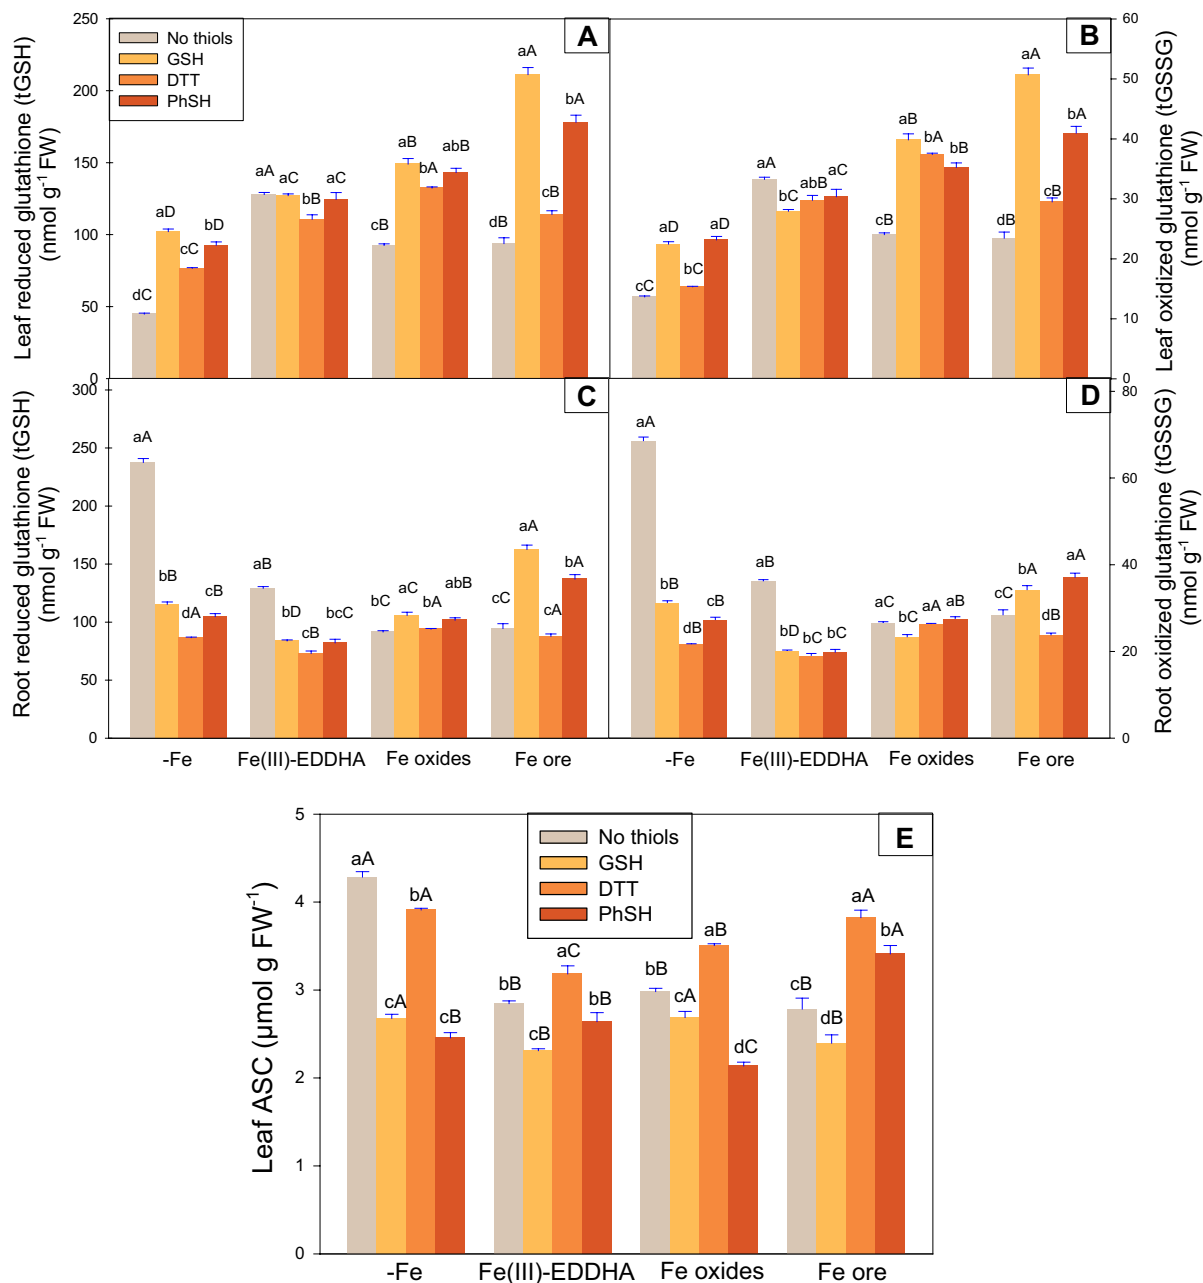 Leaf reduced glutathione (tGSH)
(nmol g-1 FW)
250
200
150
100
50
0
No thiols
GSH
DTT
PhSH
A
dC aD cC bD
aA aC bB aC
cB aB bA abB
dB aA cB bA
B
cC aD bC aD
aA bC abB aC
cB aB bA bB
dB aA cB bA
60
50
40
30
20
10
0
Leaf oxidized glutathione (tGSSG)
(nmol g-1 FW)
Root reduced glutathione (tGSH)
(nmol g-1 FW)
300
250
200
150
100
50
0
C
aA bB dA cB
aB bD cB bcC
bC aC bA abB
cC aA cA bA
-Fe Fe(III)-EDDHA Fe oxides Fe ore
D
aA bB dB cB
aB bD bC bC
aC bC aA aB
cC bA dB aA
-Fe Fe(III)-EDDHA Fe oxides Fe ore
80
60
40
20
0
Root oxidized glutathione (tGSSG)
(nmol g-1 FW)
Leaf ASC (µmol g FW-1)
5
4
3
2
1
0
No thiols
GSH
DTT
PhSH
E
aA cA bA cB
bB cB aC bB
bB cA aB dC
cB dB aA bA
-Fe Fe(III)-EDDHA Fe oxides Fe ore